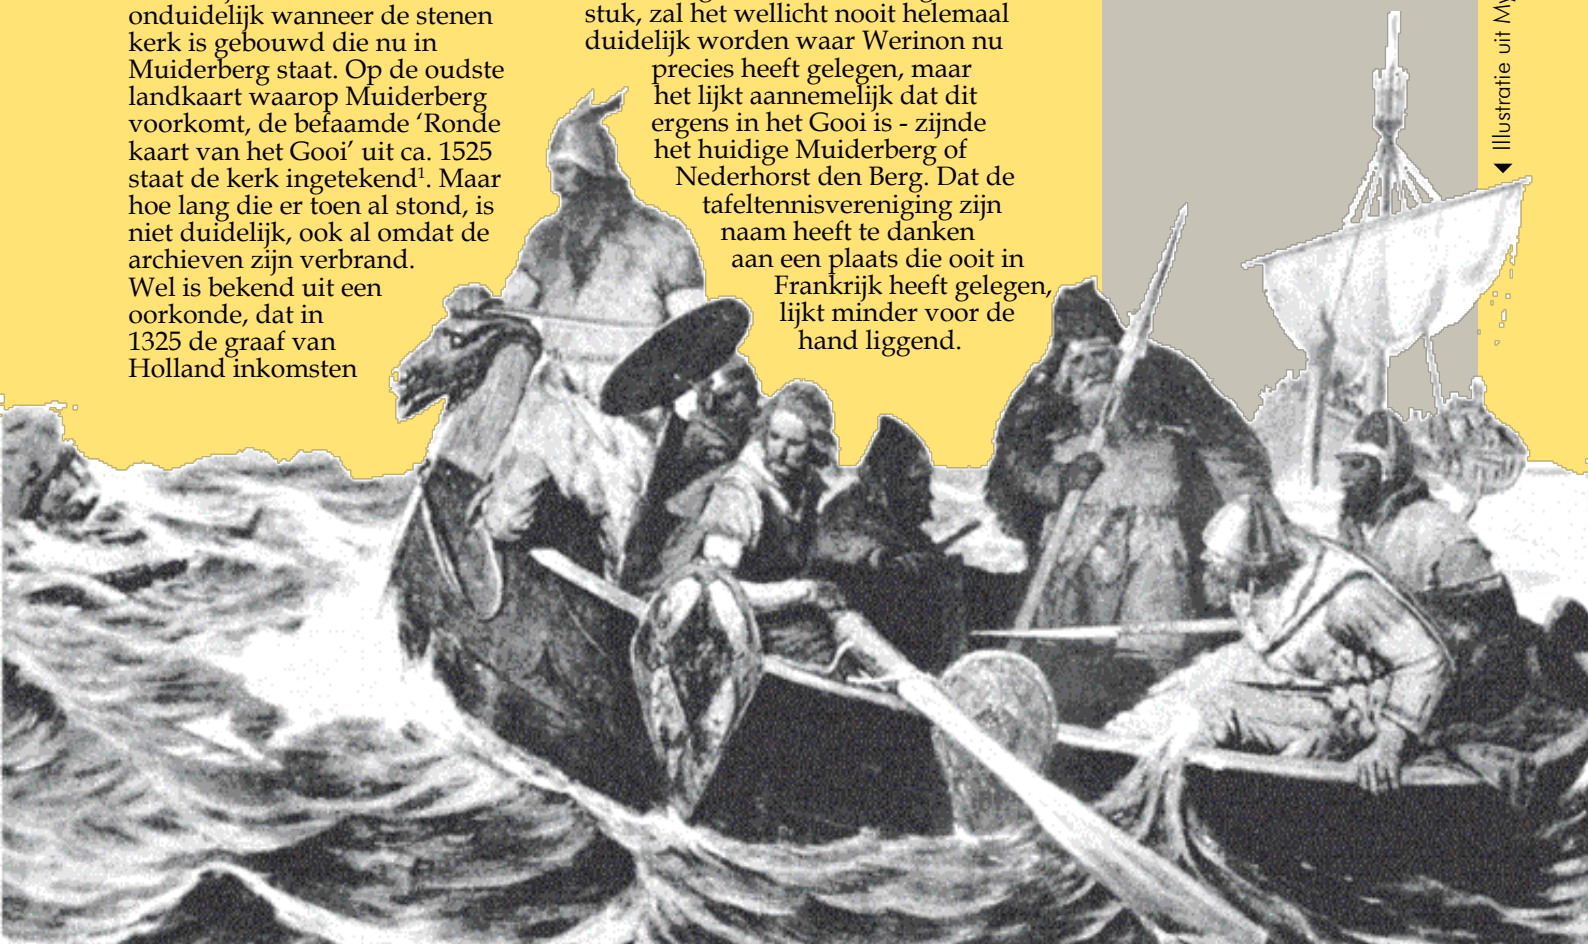 onduidelijk wanneer de stenen
kerk is gebouwd die nu in
Muiderberg staat. Op de oudste
landkaart waarop Muiderberg
voorkomt, de befaamde ‘Ronde
kaart van het Gooi’ uit ca. 1525
staat de kerk ingetekend¹. Maar
hoe lang die er toen al stond, is
niet duidelijk, ook al omdat de
archieven zijn verbrand.
Wel is bekend uit een
oorkonde, dat in
1325 de graaf van
Holland inkomsten
stuk, zal het wellicht nooit helemaal
duidelijk worden waar Werinon nu
precies heeft gelegen, maar
het lijkt aannemelijk dat dit
ergens in het Gooi is - zijnde
het huidige Muiderberg of
Nederhorst den Berg. Dat de
tafeltennisvereniging zijn
naam heeft te danken
aan een plaats die ooit in
Frankrijk heeft gelegen,
lijkt minder voor de
hand liggend.
◀ Illustratie uit